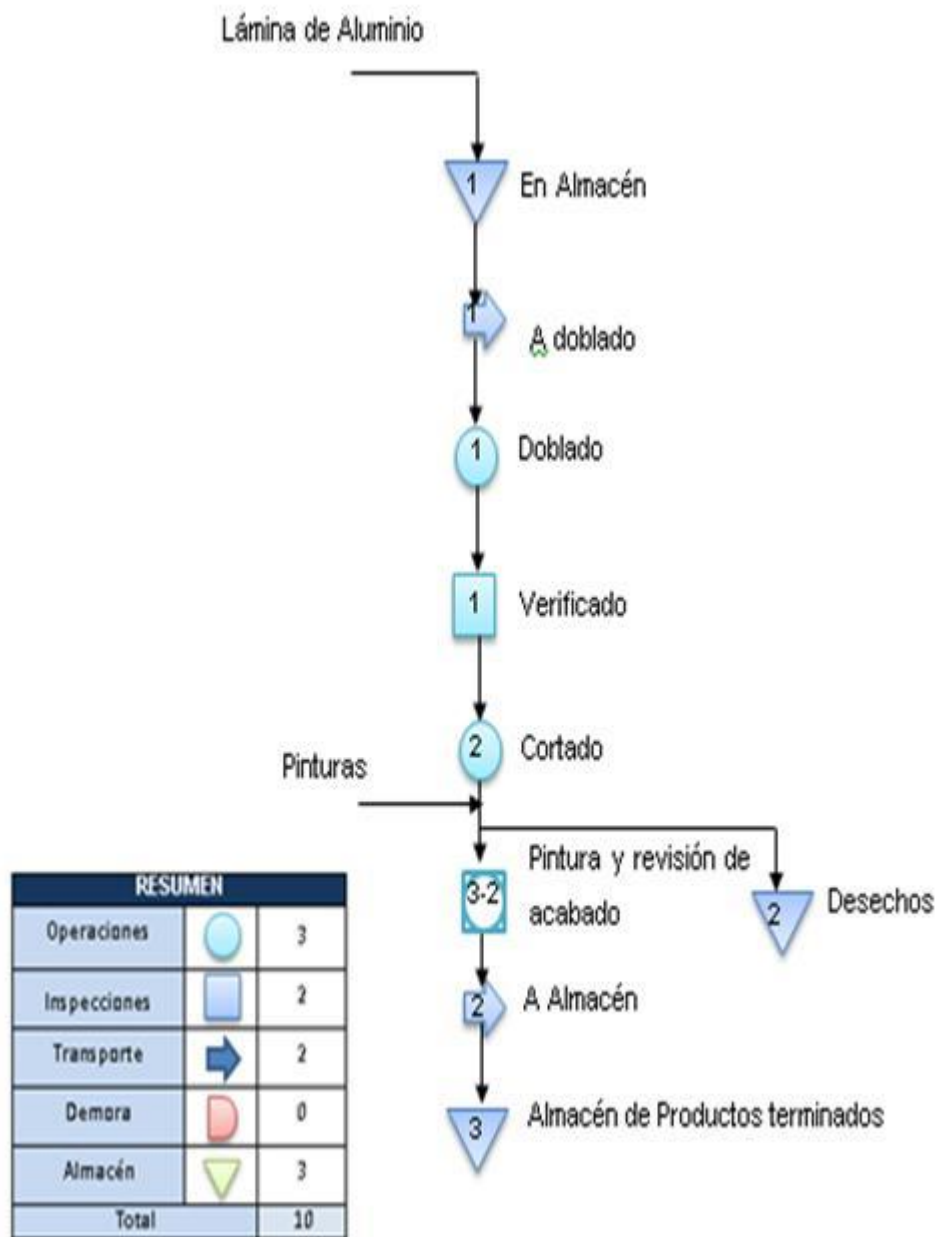 Lámina de Aluminio
1 En Almacén
1
A doblado
1 Doblado
1 Verificado
2 Cortado
Pinturas
Pintura y revisión de
3-2
acabado
2 Desechos
2 A Almacén
3 Almacén de Productos terminados
RESUMEN
Operaciones 3
Inspecciones 2
Transporte 2
Demora 0
Almacén 3
Total 10